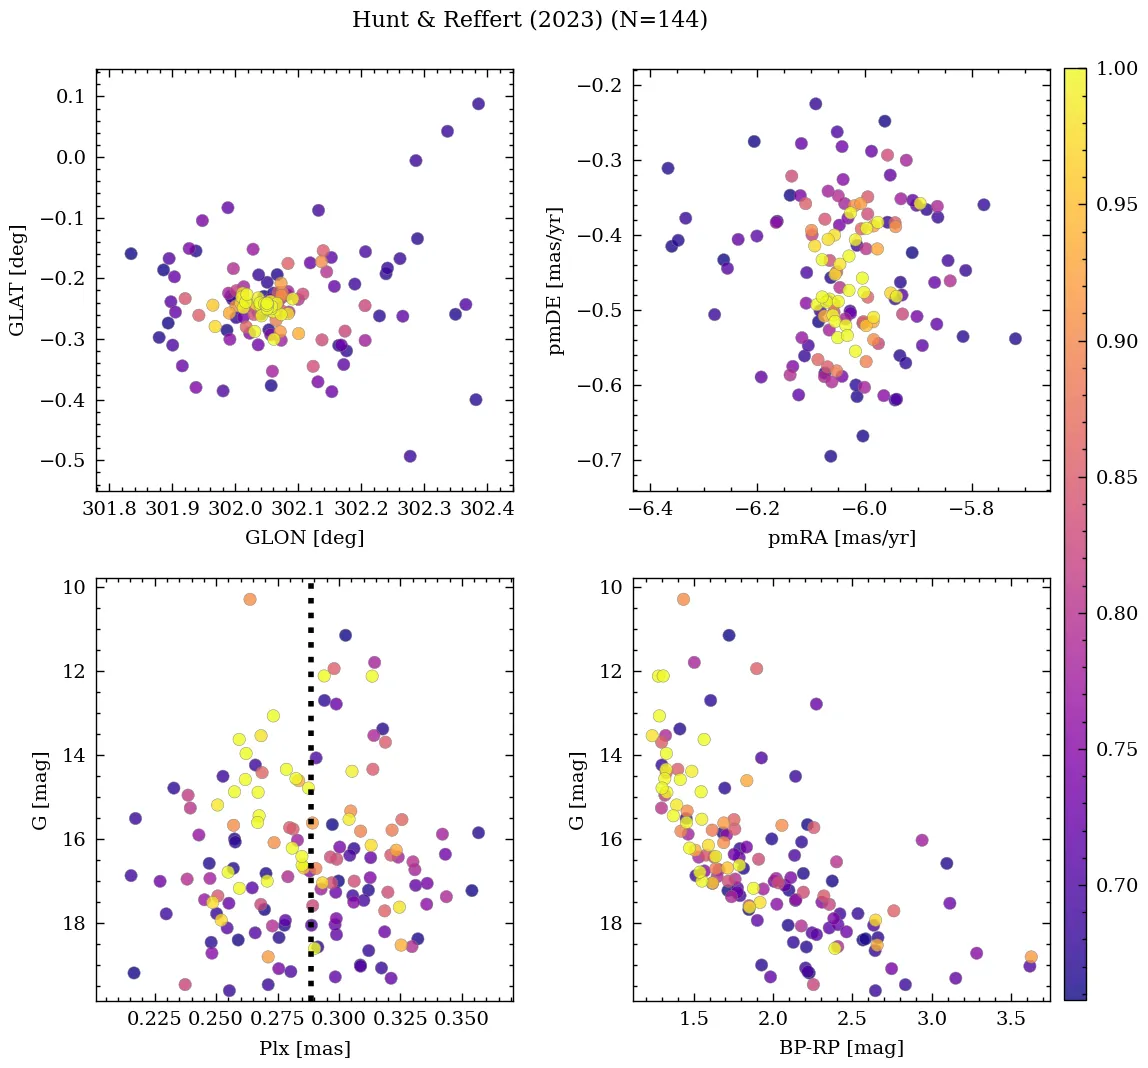 Hunt & Reffert (2023) (N=144)
0.1
0.0
−0.1
−0.2
−0.3
−0.4
−0.5
GLAT [deg]
301.8 301.9 302.0 302.1 302.2 302.3 302.4
GLON [deg]
−0.2
−0.3
−0.4
−0.5
−0.6
−0.7
pmDE [mas/yr]
−6.4 −6.2 −6.0 −5.8
pmRA [mas/yr]
1.00
0.95
0.90
0.85
0.80
0.75
0.70
10
12
14
16
18
G [mag]
0.225 0.250 0.275 0.300 0.325 0.350
Plx [mas]
10
12
14
16
18
G [mag]
1.5 2.0 2.5 3.0 3.5
BP-RP [mag]